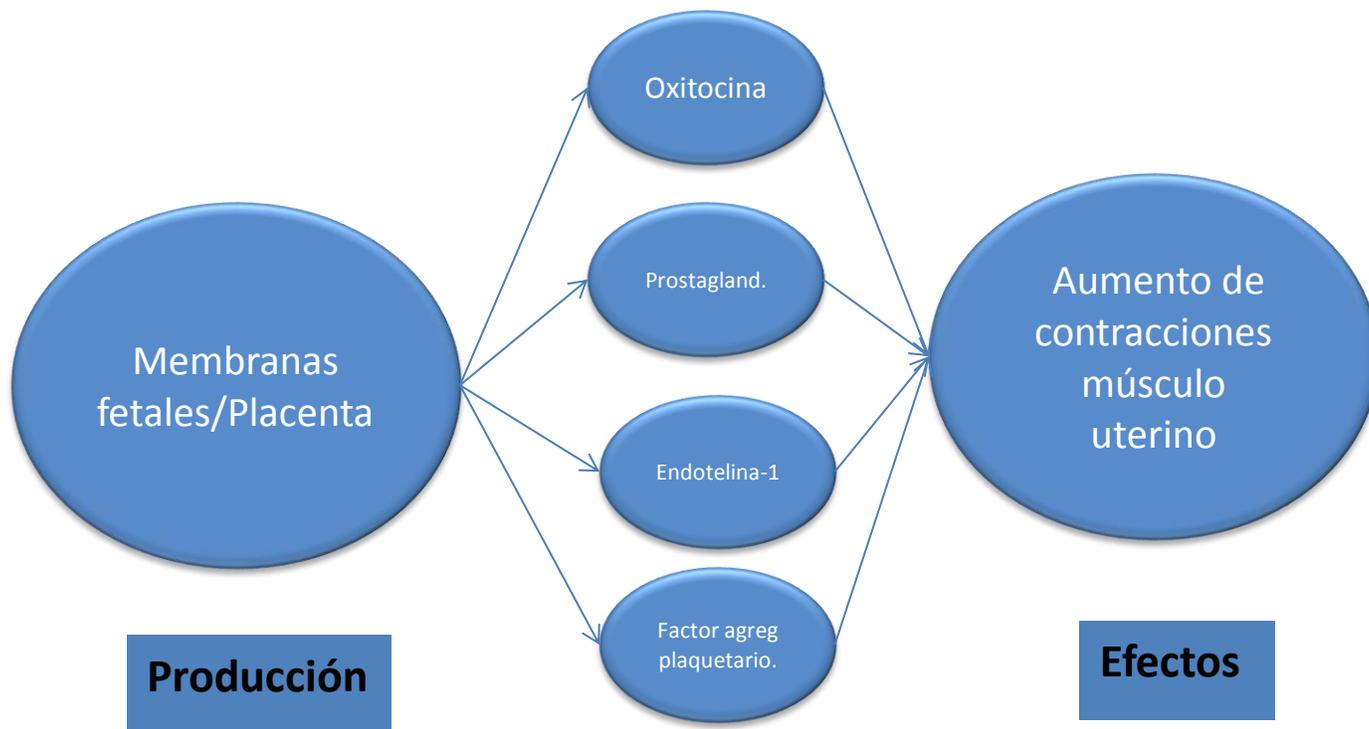 Oxitocina
Prostagland.
Membranas
fetales/Placenta
Endotelina-1
Factor agreg
plaquetario.
Aumento de
contracciones
músculo
uterino
Producción
Efectos